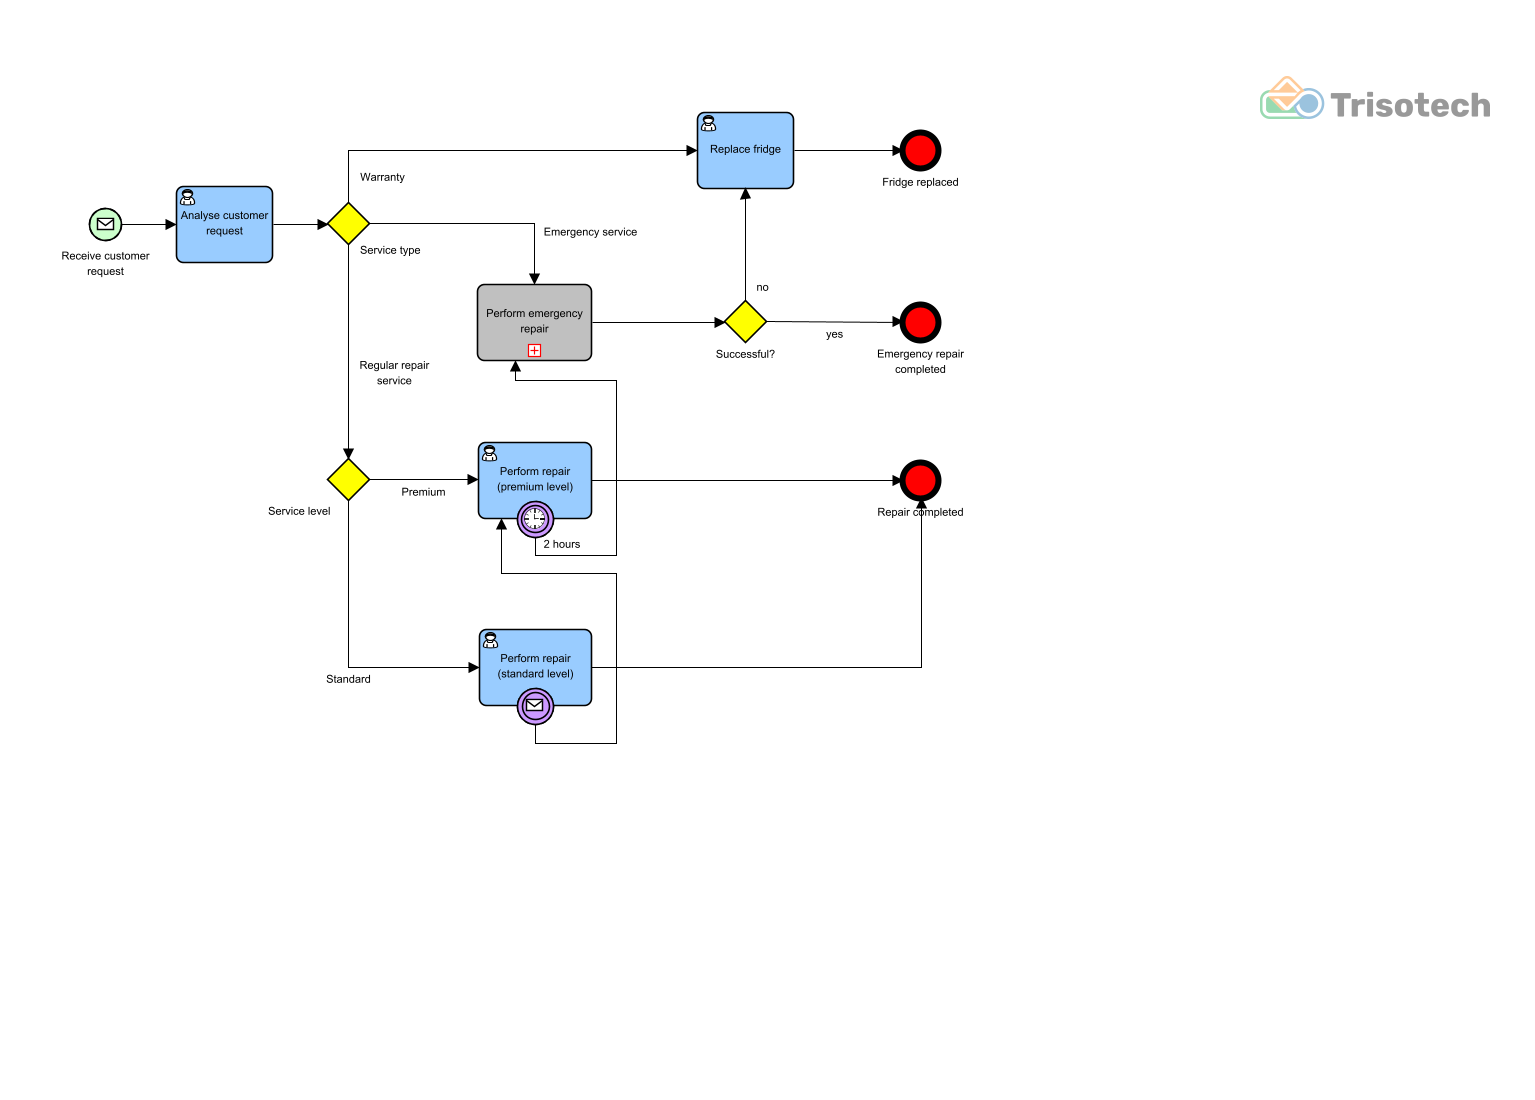 Trisotech
Replace fridge
Fridge replaced
Warranty
Analyse customer
request
Receive customer
request
Service type
Emergency service
Perform emergency
repair
no
yes
Successful?
Emergency repair
completed
Regular repair
service
Service level
Premium
Perform repair
(premium level)
2 hours
Repair completed
Standard
Perform repair
(standard level)